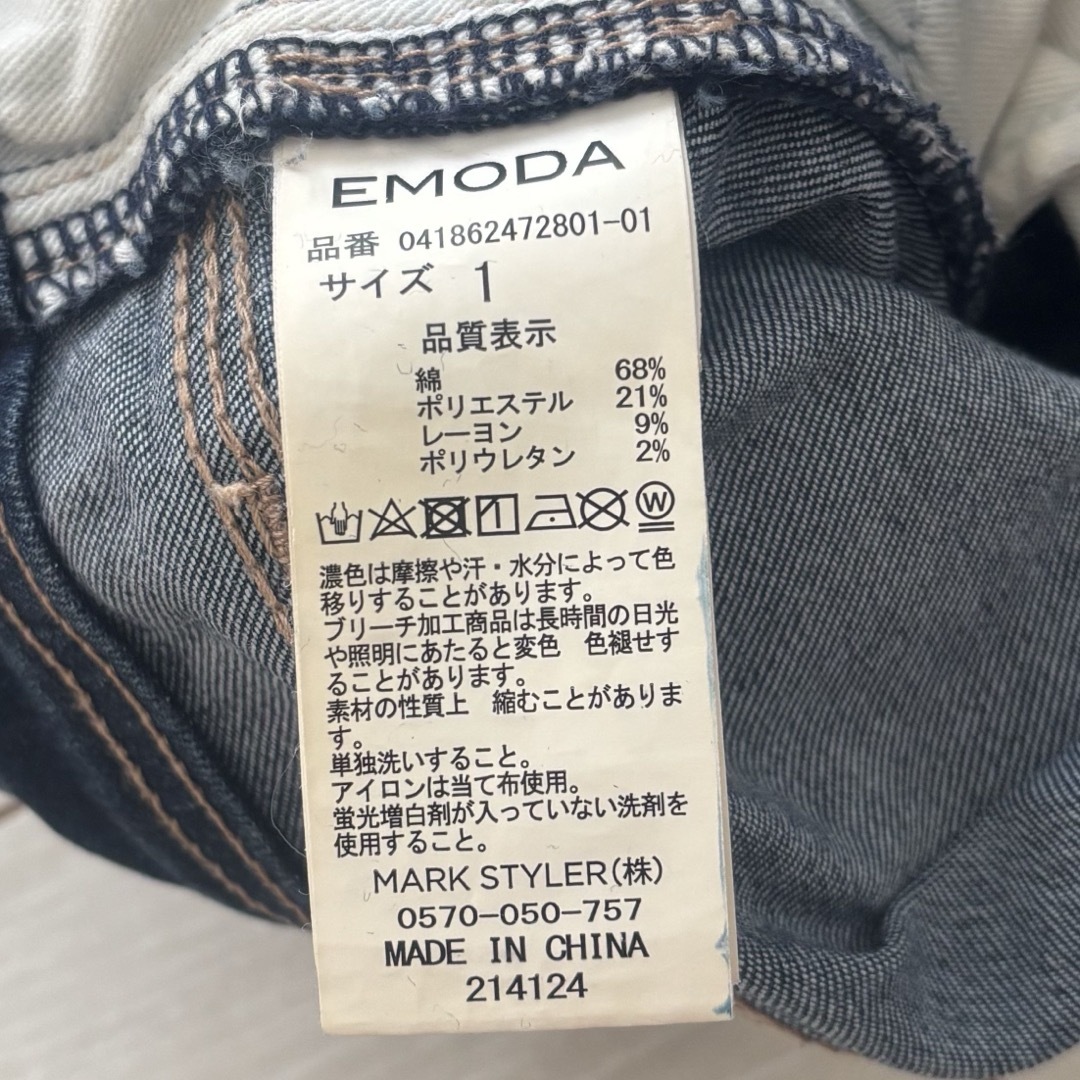 EMODA
品番 041862472801-01
サイズ 1
品質表示
綿 68%
ポリエステル 21%
レーヨン 9%
ポリウレタン 2%
W
濃色は摩擦や汗・水分によって色
移りすることがあります。
ブリーチ加工商品は長時間の日光
や照明にあたると変色 色褪せす
ることがあります。
素材の性質上 縮むことがありま
す。
単独洗いすること。
アイロンは当て布使用。
蛍光増白剤が入っていない洗剤を
使用すること。
MARK STYLER(株)
0570-050-757
MADE IN CHINA
214124